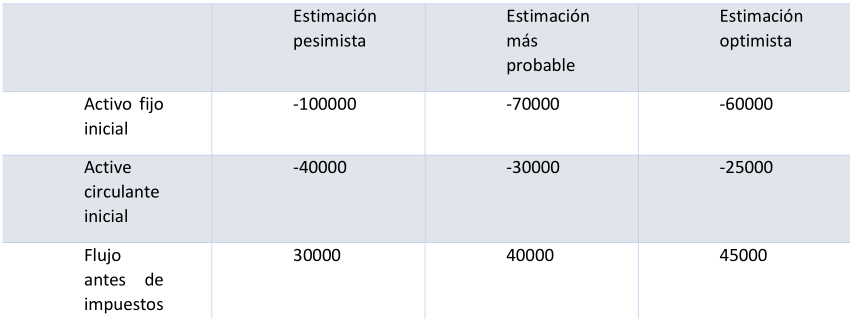 Estimación Estimación Estimación
pesimista más optimista
probable
Activo fijo -100000 -70000 -60000
inicial
Active -40000 -30000 -25000
circulante
inicial
Flujo 30000 40000 45000
antes de
impuestos